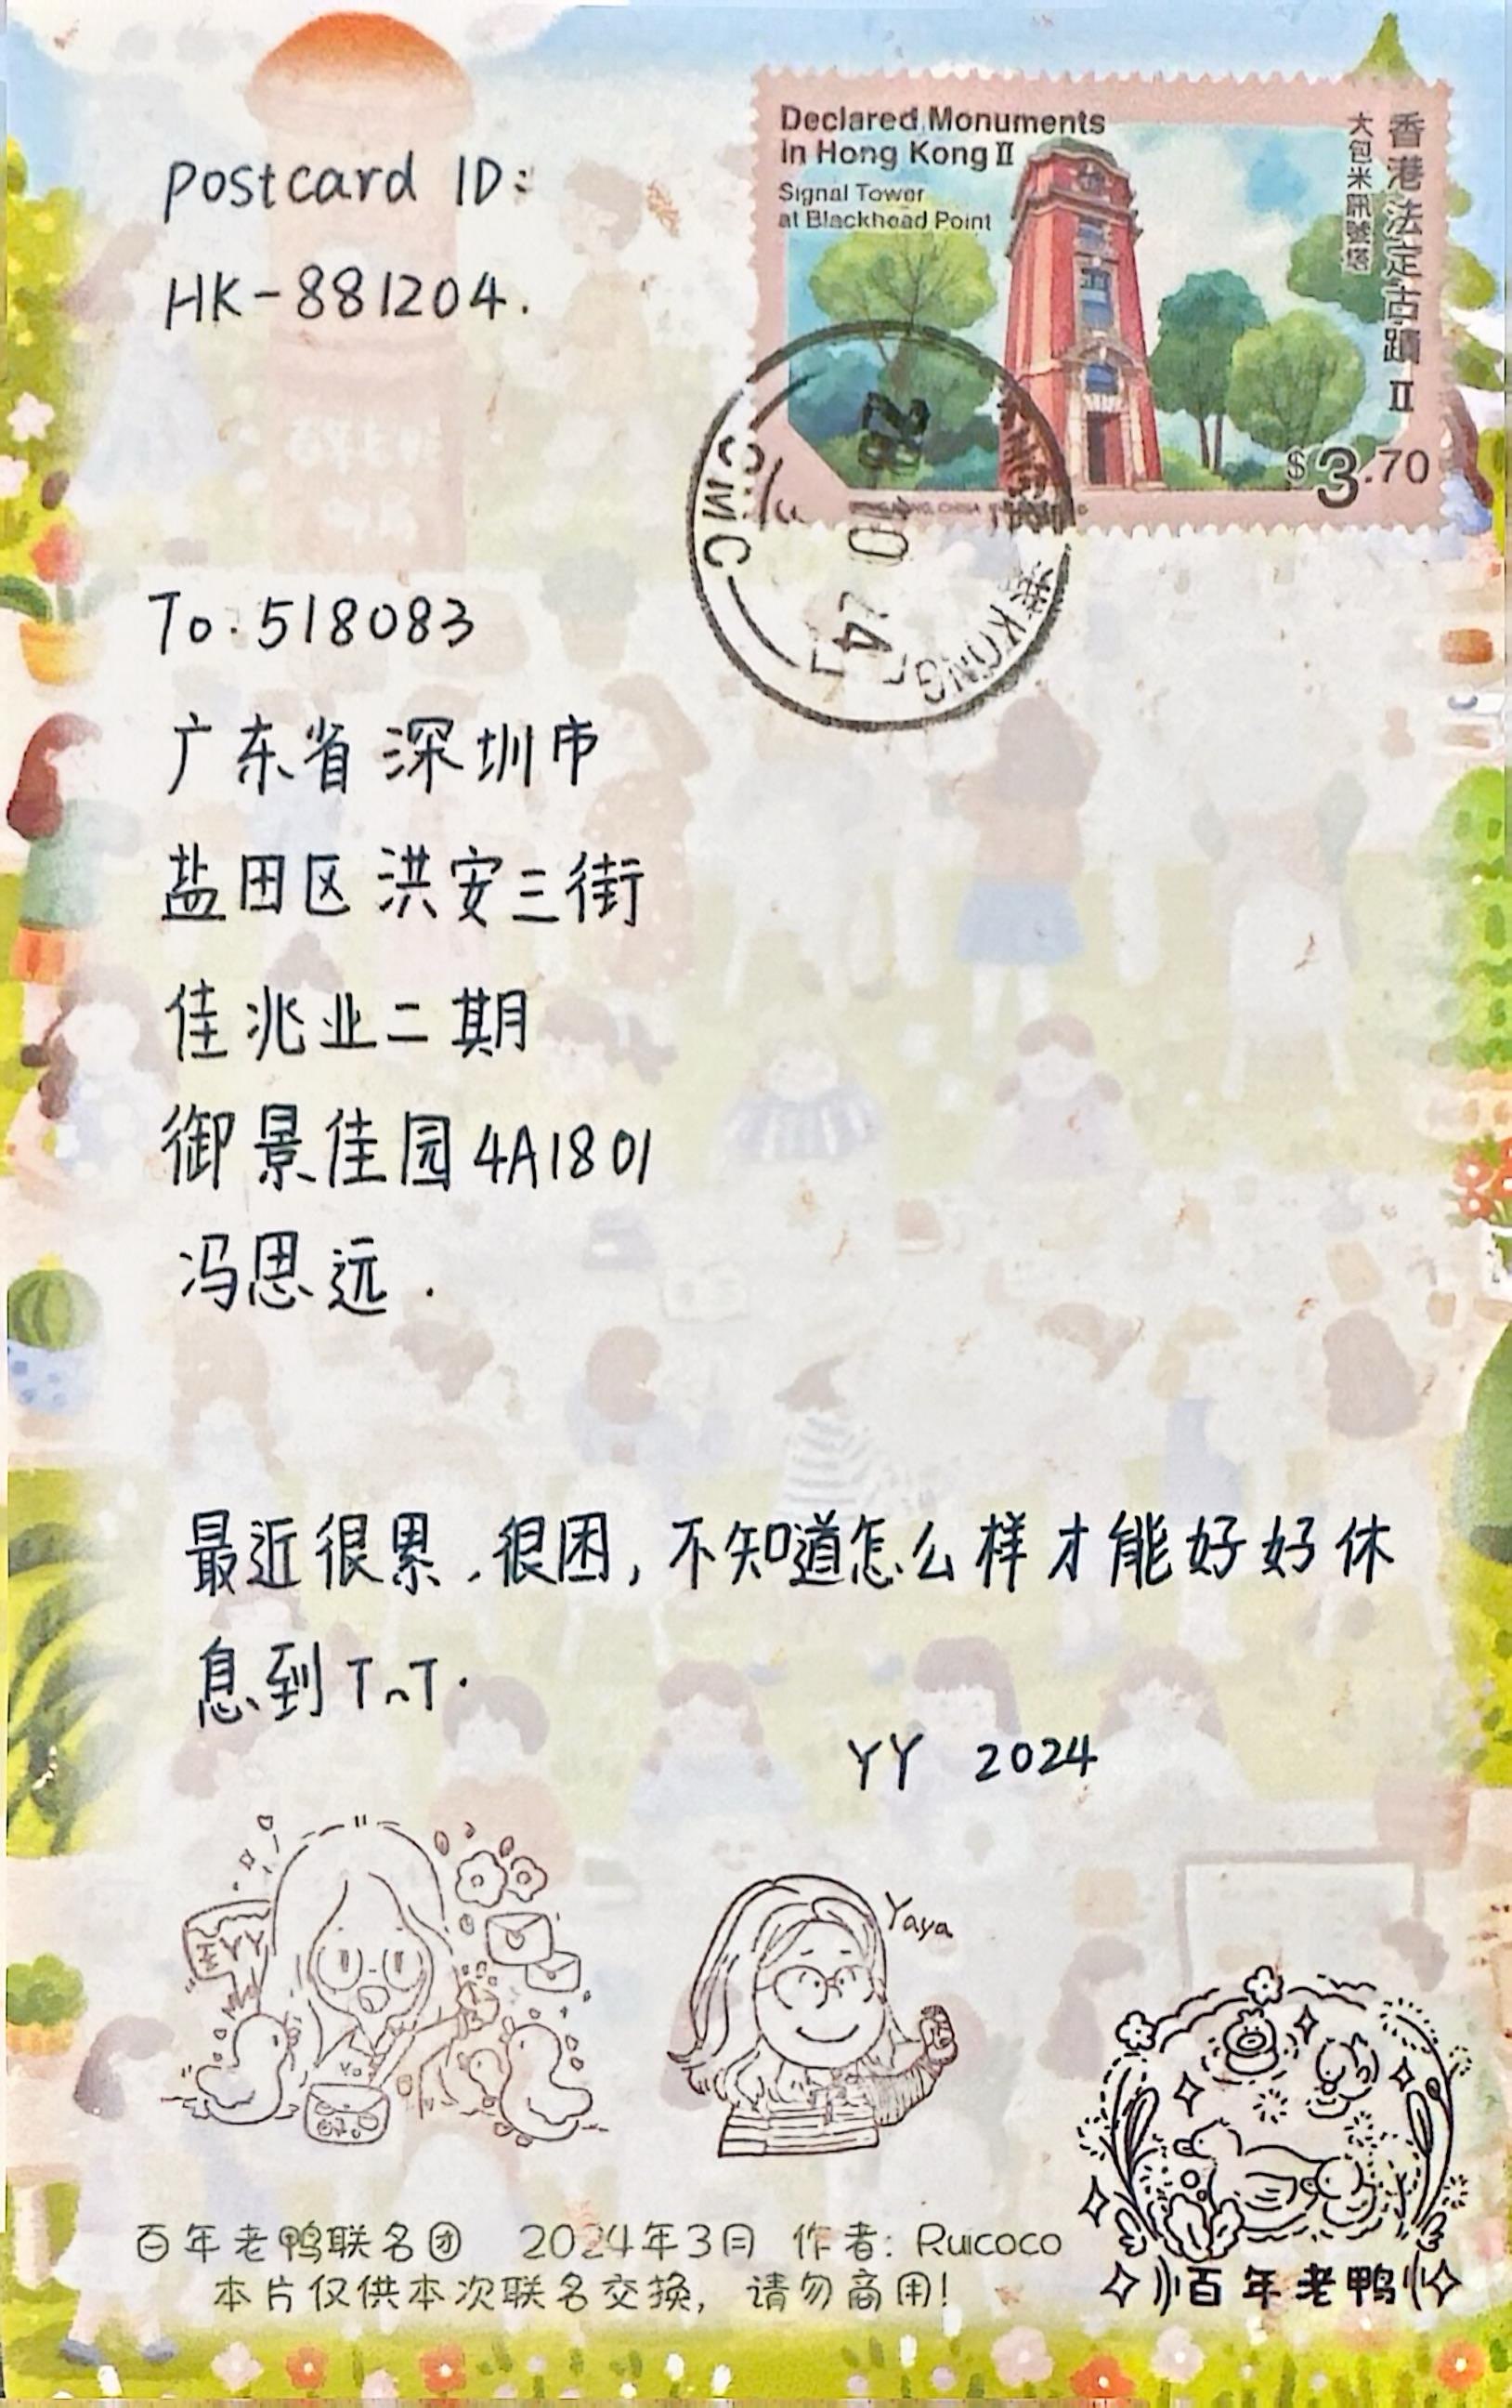 Postcard ID:
HK-881204.
Declared Monuments
in Hong Kong II
Signal Tower
at Blackhead Point
香港法定古蹟 II
大包米訊號塔
$3.70
CMC
KONG
To. 518083
广东省深圳市
盐田区洪安三街
佳兆业二期
御景佳园4A1801
冯思远.
最近很累，很困，不知道怎么样才能好好休
息到TnT.
YY 2024
Yaya
百年老鸭联名团 2024年3月 作者: Ruicoco
本片仅供本次联名交换，请勿商用!
百年老鸭